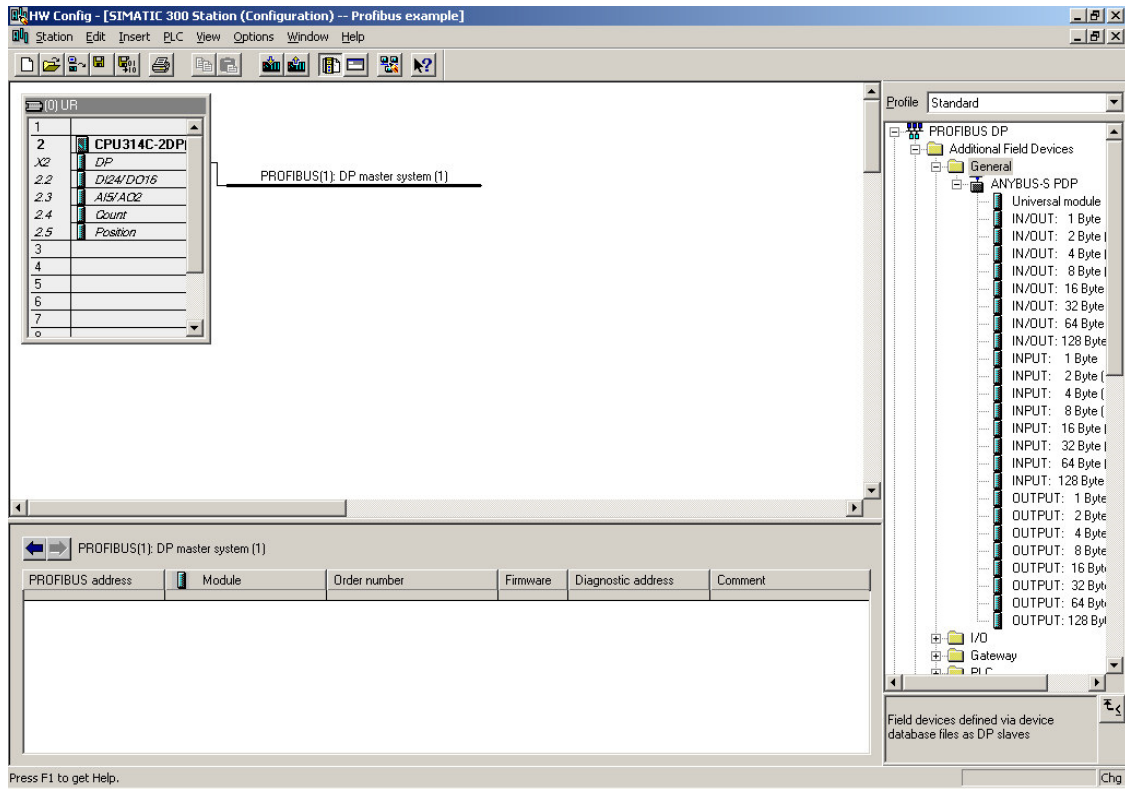 HW Config - [SIMATIC 300 Station (Configuration) -- Profibus example]
Station Edit Insert PLC View Options Window Help
(0) UR
1
2 CPU314C-2DP(
X2 DP
2.2 DI24/DO16
2.3 AI5/AO2
2.4 Count
2.5 Position
3
4
5
6
7
PROFIBUS(1): DP master system (1)
Profile Standard
PROFIBUS DP
Additional Field Devices
General
ANYBUS-S PDP
Universal module
IN/OUT: 1 Byte
IN/OUT: 2 Byte (
IN/OUT: 4 Byte (
IN/OUT: 8 Byte (
IN/OUT: 16 Byte
IN/OUT: 32 Byte
IN/OUT: 64 Byte
IN/OUT: 128 Byte
INPUT: 1 Byte
INPUT: 2 Byte (
INPUT: 4 Byte (
INPUT: 8 Byte (
INPUT: 16 Byte (
INPUT: 32 Byte (
INPUT: 64 Byte (
INPUT: 128 Byte
OUTPUT: 1 Byte
OUTPUT: 2 Byte
OUTPUT: 4 Byte
OUTPUT: 8 Byte
OUTPUT: 16 Byt
OUTPUT: 32 Byt
OUTPUT: 64 Byt
OUTPUT: 128 Byt
I/O
Gateway
PLC
PROFIBUS(1): DP master system (1)
PROFIBUS address Module Order number Firmware Diagnostic address Comment
Field devices defined via device
database files as DP slaves
Press F1 to get Help.
Chg